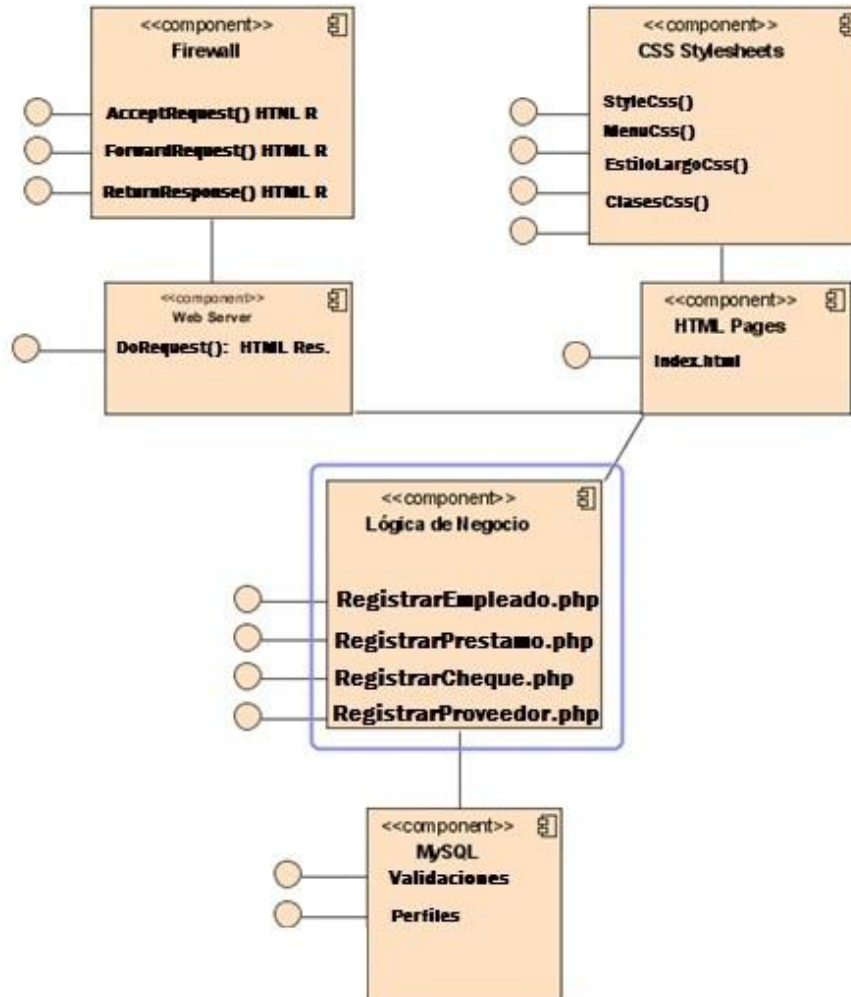 <<component>>
Firewall
AcceptRequest() HTNL R
ForwardRequest() HTML R
ReturnResponse() HTML R
<<component>>
CSS Stylesheets
StyleCss()
MenuCss()
EstiloLargoCss()
ClasesCss()
<<component>>
Web Server
DoRequest(): HTML Res.
<<component>>
HTML Pages
Index.html
<<component>>
Lógica de Negocio
RegistrarEmpleado.php
RegistrarPrestamo.php
RegistrarCheque.php
RegistrarProveedor.php
<<component>>
MySQL
Validaciones
Perfiles